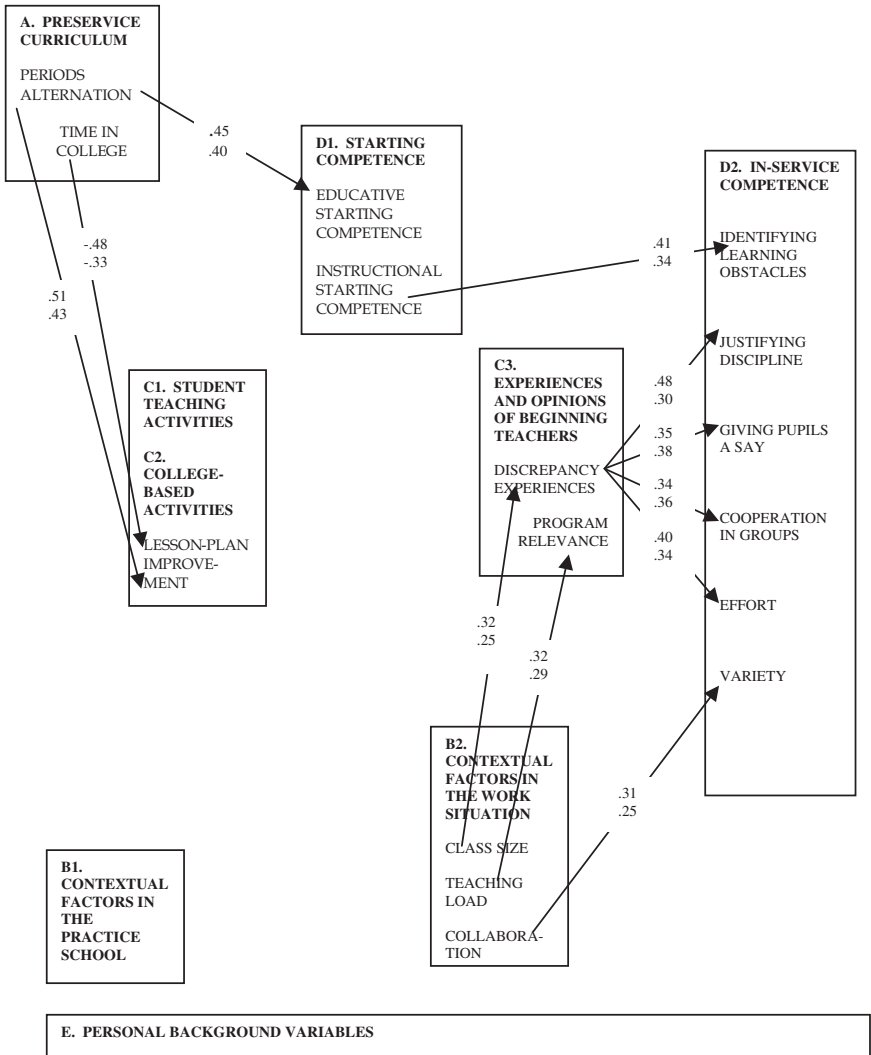 A. PRESERVICE
CURRICULUM
PERIODS
ALTERNATION
TIME IN
COLLEGE
.45
.40
D1. STARTING
COMPETENCE
EDUCATIVE
STARTING
COMPETENCE
INSTRUCTIONAL
STARTING
COMPETENCE
D2. IN-SERVICE
COMPETENCE
IDENTIFYING
LEARNING
OBSTACLES
JUSTIFYING
DISCIPLINE
GIVING PUPILS
A SAY
COOPERATION
IN GROUPS
EFFORT
VARIETY
.41
.34
-.48
-.33
.51
.43
C1. STUDENT
TEACHING
ACTIVITIES
C2.
COLLEGE-
BASED
ACTIVITIES
LESSON-PLAN
IMPROVE-
MENT
C3.
EXPERIENCES
AND OPINIONS
OF BEGINNING
TEACHERS
DISCREPANCY
EXPERIENCES
PROGRAM
RELEVANCE
.48
.30
.35
.38
.34
.36
.40
.34
.32
.25
.32
.29
B2.
CONTEXTUAL
FACTORS IN
THE WORK
SITUATION
CLASS SIZE
TEACHING
LOAD
COLLABORA-
TION
.31
.25
B1.
CONTEXTUAL
FACTORS IN
THE
PRACTICE
SCHOOL
E. PERSONAL BACKGROUND VARIABLES